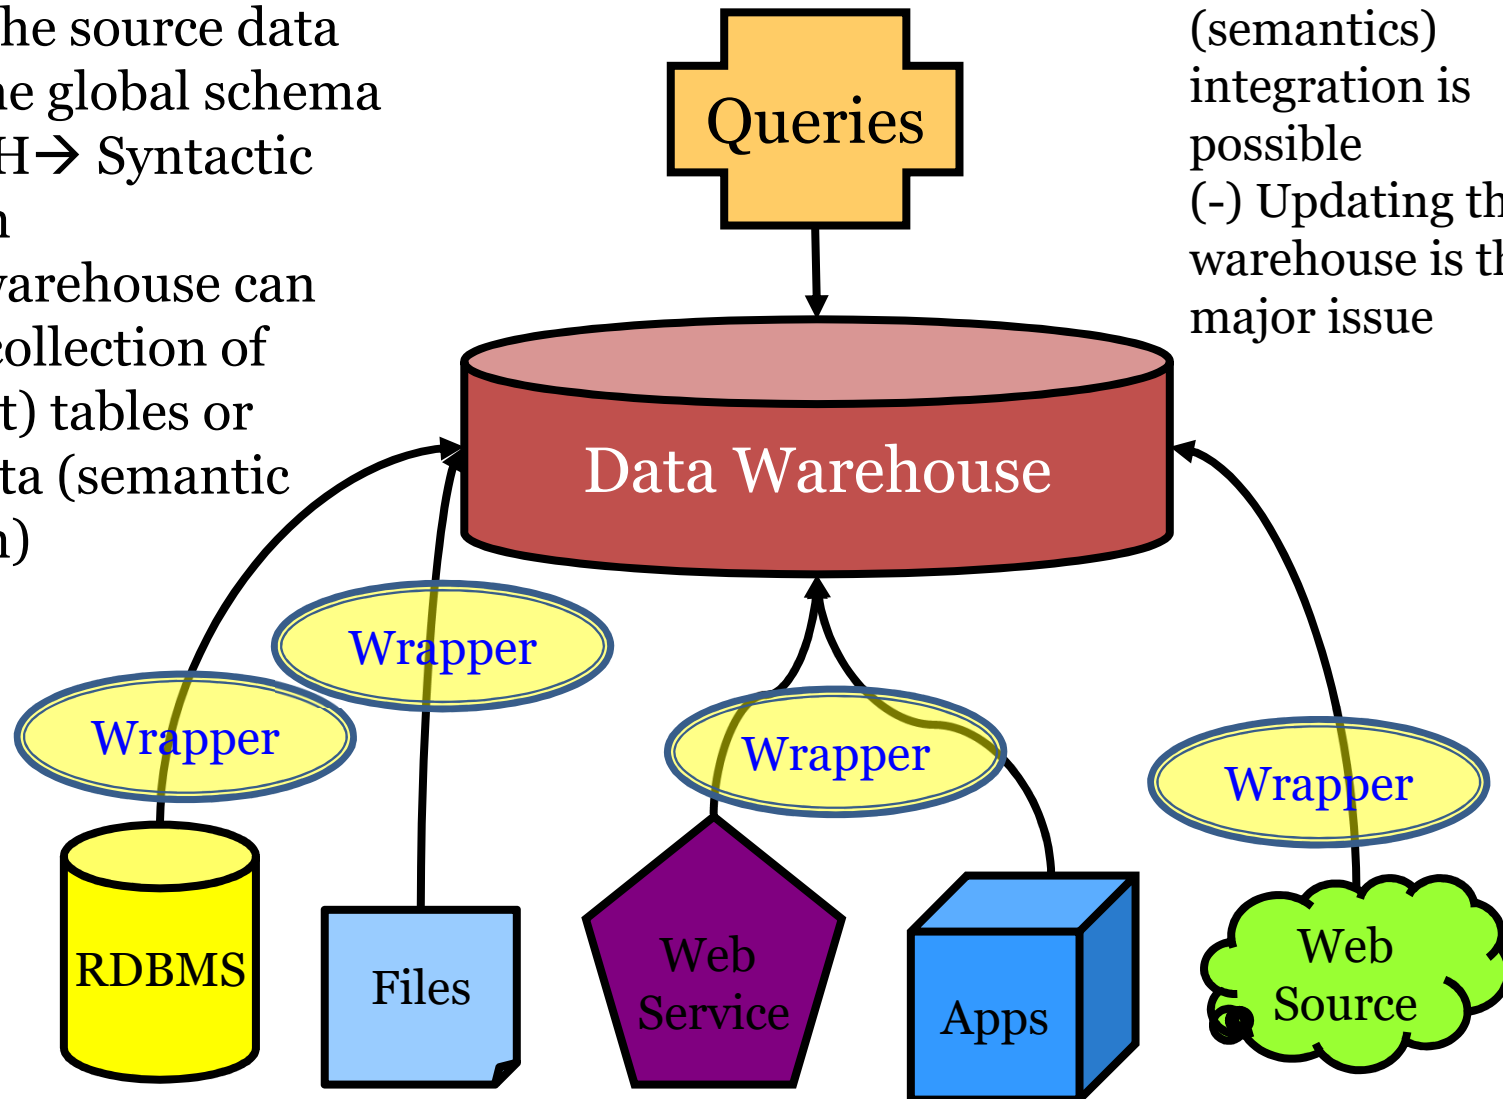 he source data
ne global schema
H→ Syntactic
n
warehouse can
collection of
t) tables or
ta (semantic
n)
Queries
(semantics)
integration is
possible
(-) Updating th
warehouse is th
major issue
Data Warehouse
Wrapper
Wrapper
Wrapper
Wrapper
RDBMS
Files
Web
Service
Apps
Web
Source